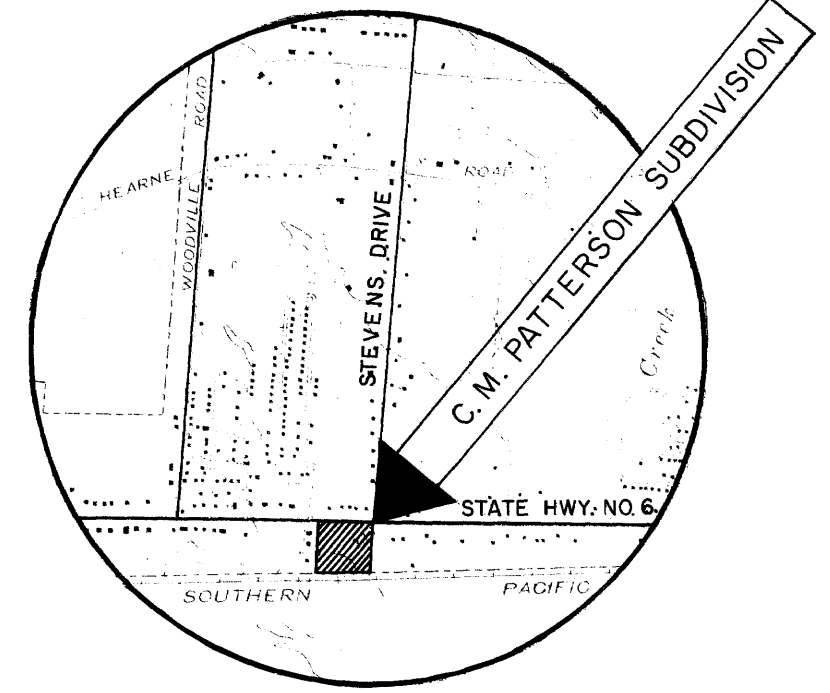 ROAD
HEARNE
WOODVILLE
ROAD
STEVENS DRIVE
C.M. PATTERSON SUBDIVISION
Creek
STATE HWY. NO. 6
SOUTHERN PACIFIC